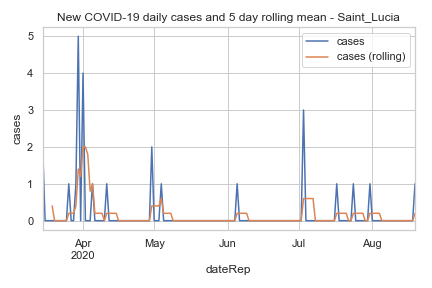 New COVID-19 daily cases and 5 day rolling mean - Saint_Lucia
cases
cases (rolling)
5
4
3
2
1
0
cases
Apr
2020
May
Jun
Jul
Aug
dateRep